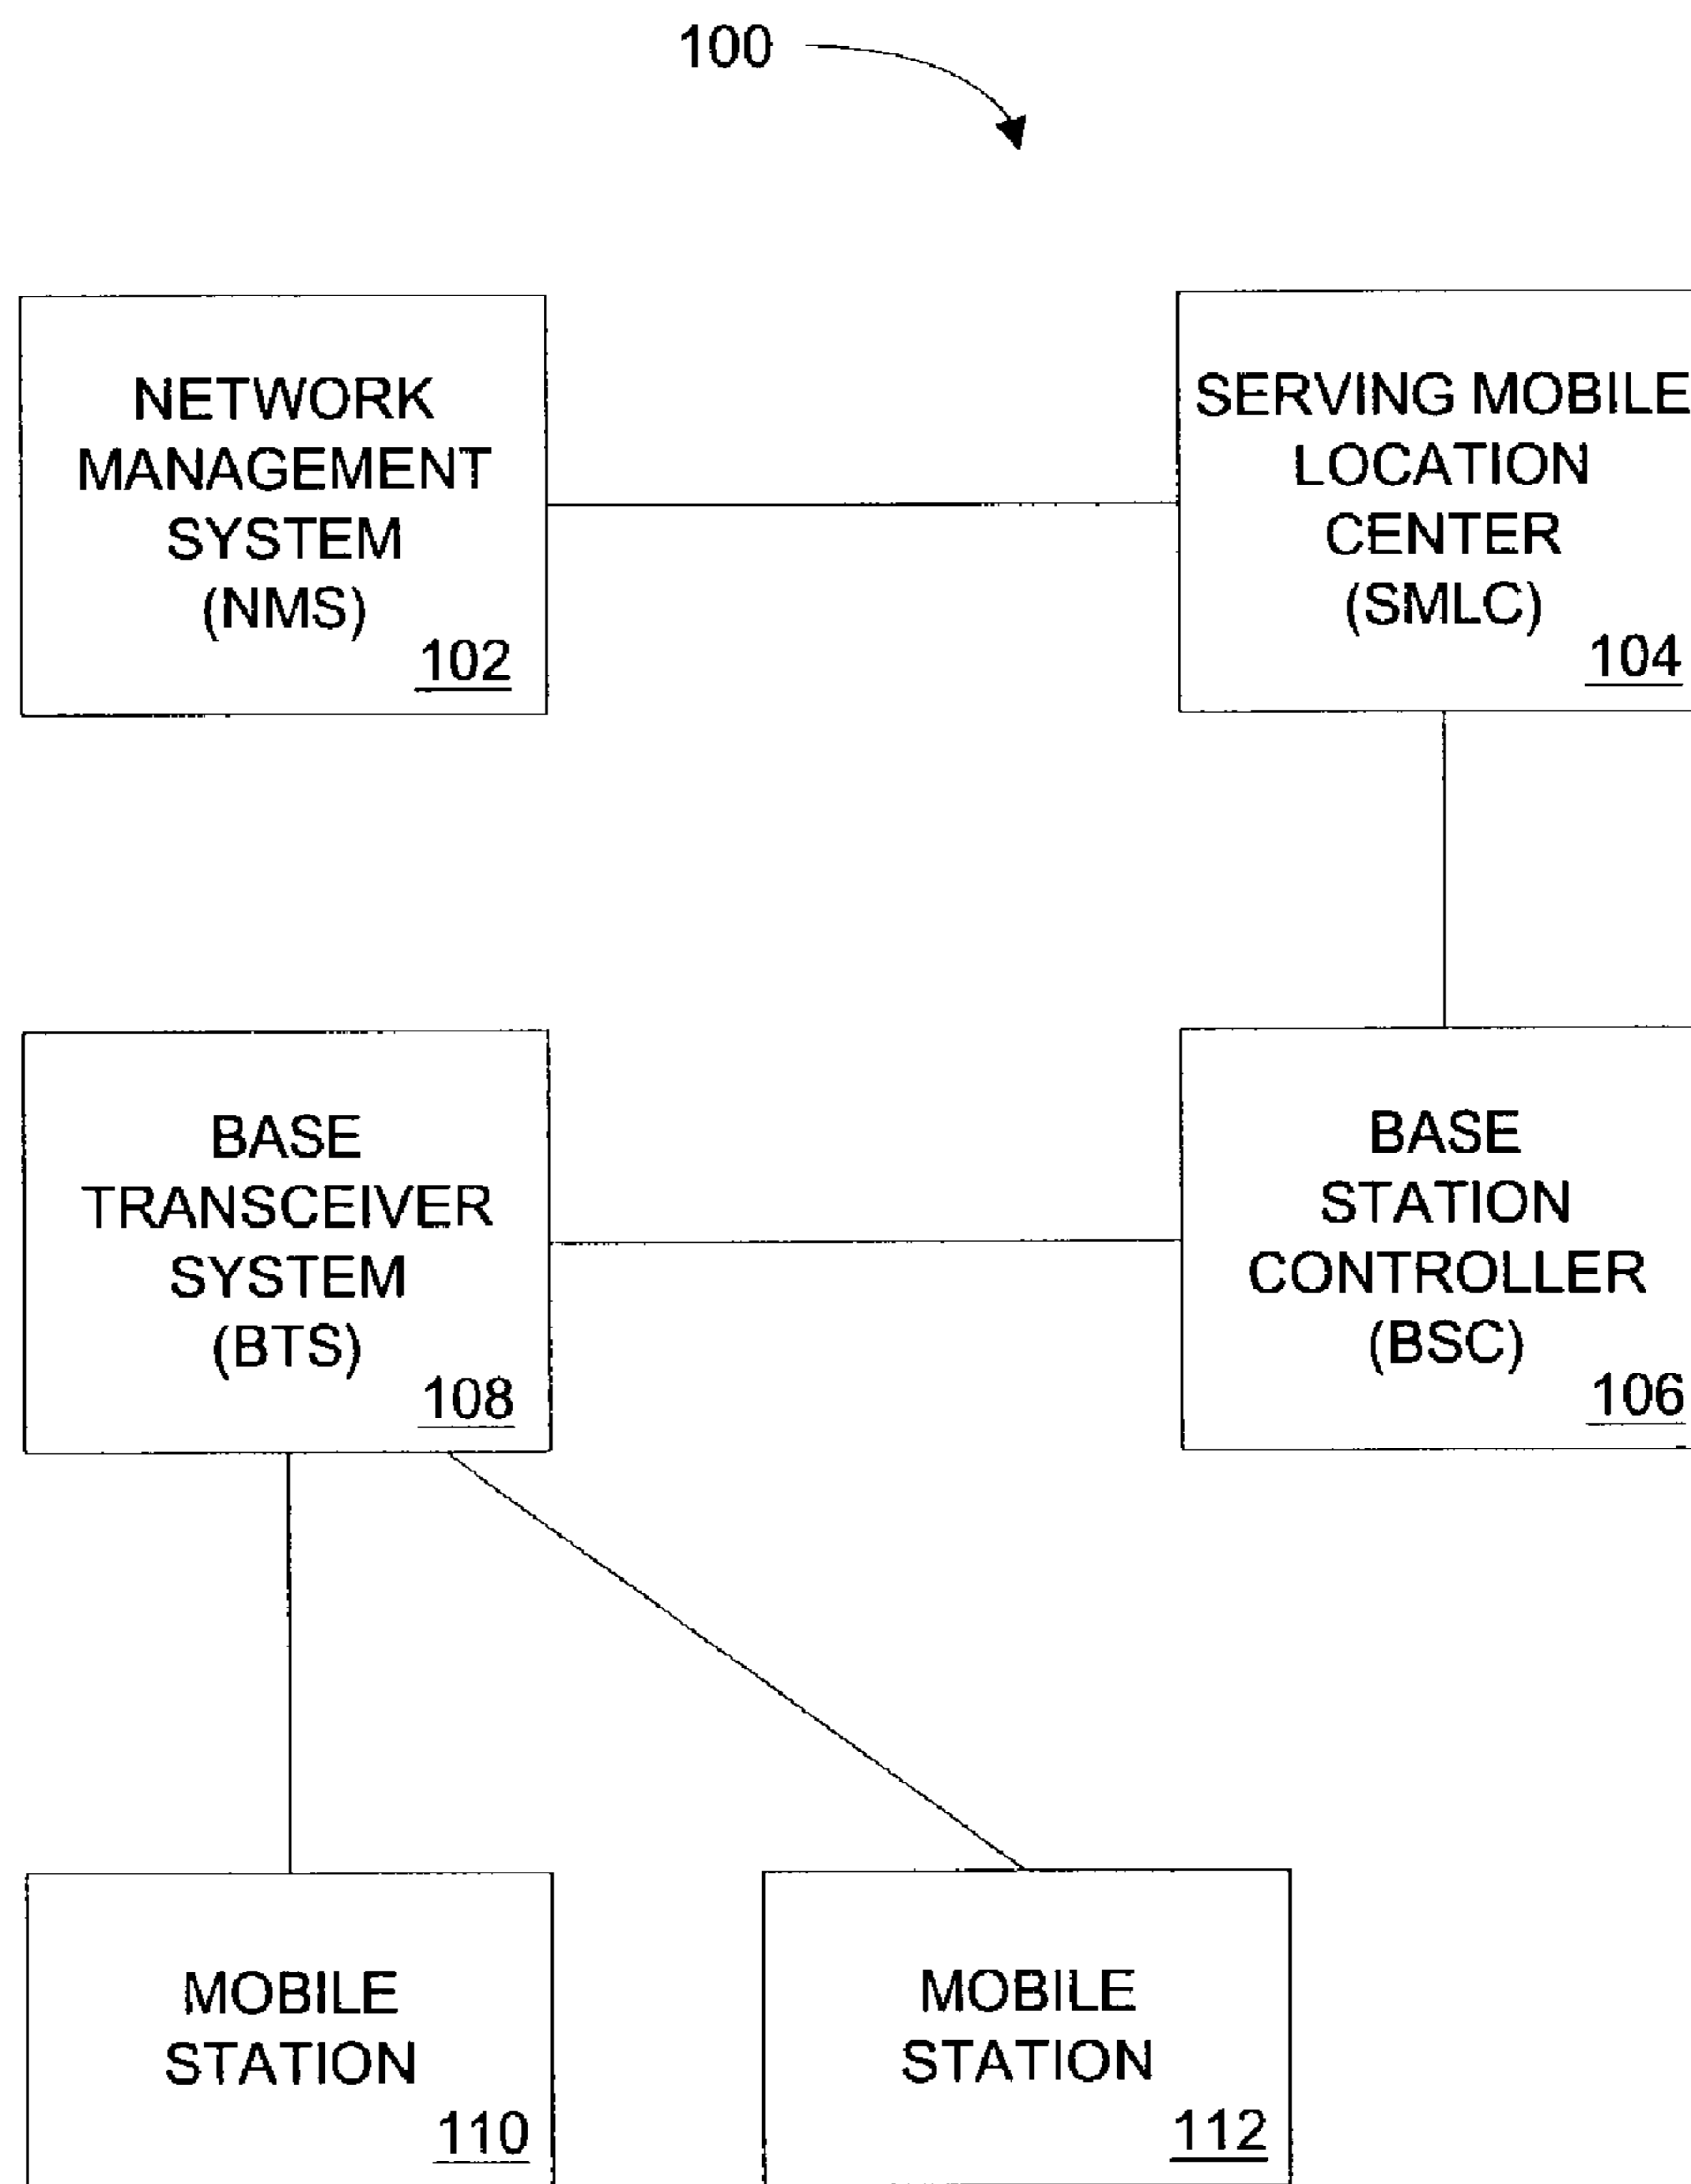 100
NETWORK
MANAGEMENT
SYSTEM
(NMS)
102
SERVING MOBILE
LOCATION
CENTER
(SMLC)
104
BASE
TRANSCEIVER
SYSTEM
(BTS)
108
BASE
STATION
CONTROLLER
(BSC)
106
MOBILE
STATION
110
MOBILE
STATION
112